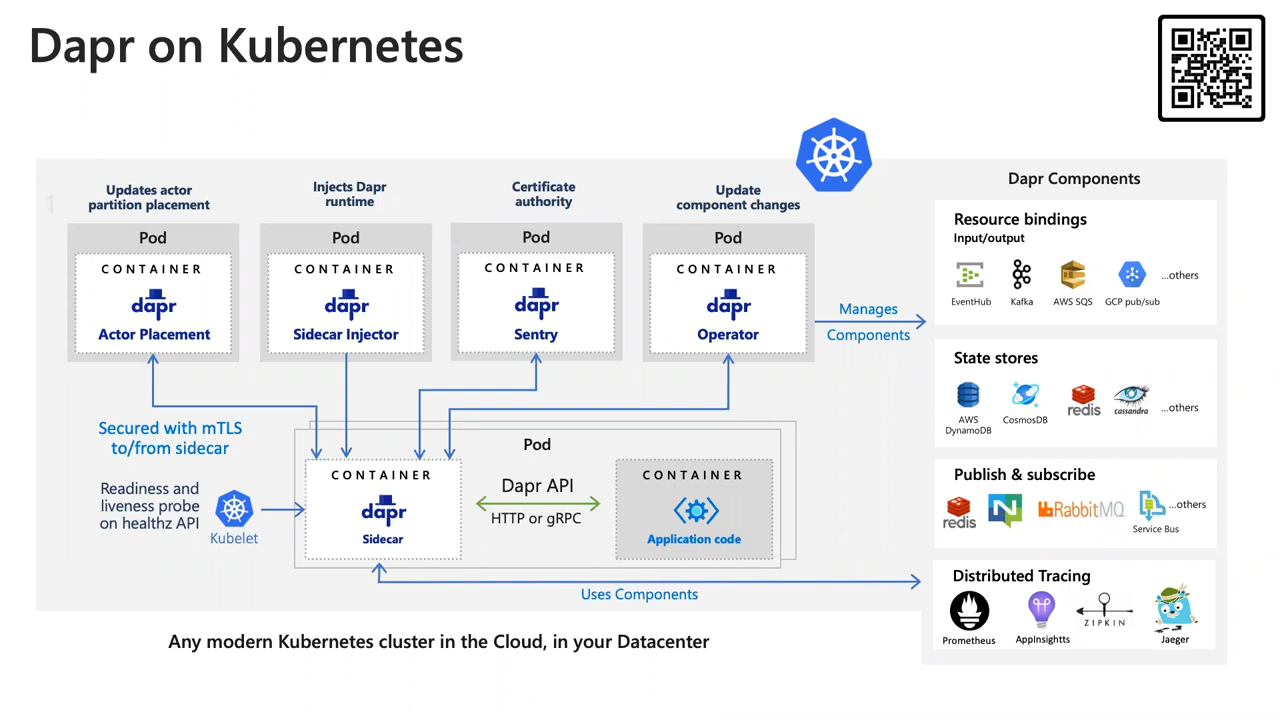 Dapr on Kubernetes
1
Updates actor
partition placement
Injects Dapr
runtime
Certificate
authority
Update
component changes
Pod
CONTAINER
dapr
Actor Placement
Pod
CONTAINER
dapr
Sidecar Injector
Pod
CONTAINER
dapr
Sentry
Pod
CONTAINER
dapr
Operator
Manages
Components
Secured with mTLS
to/from sidecar
Readiness and
liveness probe
on healthz API
Kubelet
Pod
CONTAINER
dapr
Sidecar
Dapr API
HTTP or gRPC
CONTAINER
Application code
Uses Components
Any modern Kubernetes cluster in the Cloud, in your Datacenter
Dapr Components
Resource bindings
Input/output
EventHub
Kafka
AWS SQS
GCP pub/sub
...others
State stores
AWS
DynamoDB
CosmosDB
redis
cassandra
...others
Publish & subscribe
redis
N
RabbitMQ
Service Bus
...others
Distributed Tracing
Prometheus
AppInsightts
ZIPKIN
Jaeger